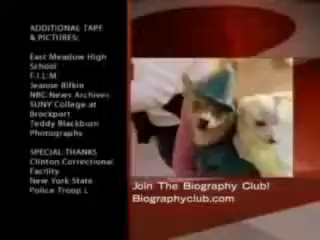 ADDITIONAL TAPE
& PICTURES:
East Meadow High
School
F.I.L.M
Jeanne Rifkin
NBC News Archives
SUNY College at
Brockport
Teddy Blackburn
Photographs
SPECIAL THANKS
Clinton Correctional
Facility
New York State
Police Troop L
Join The Biography Club!
Biographyclub.com